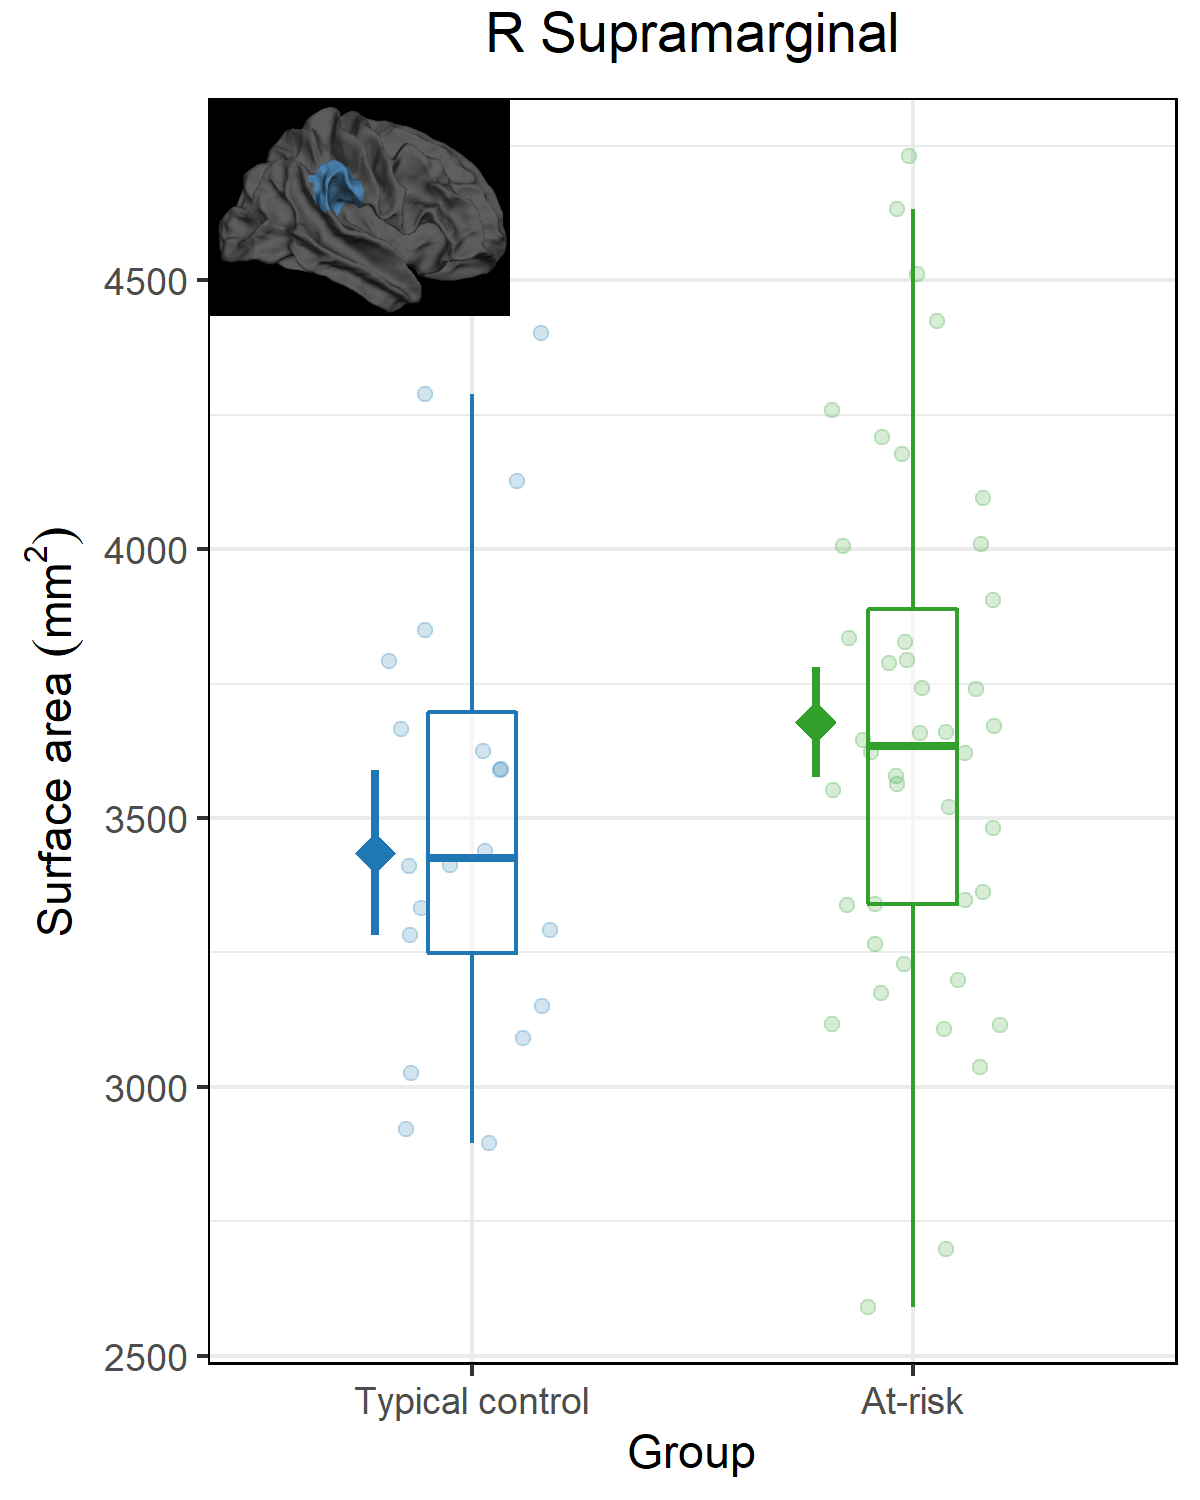 R Supramarginal
Surface area (mm²)
4500
4000
3500
3000
2500
Typical control
At-risk
Group